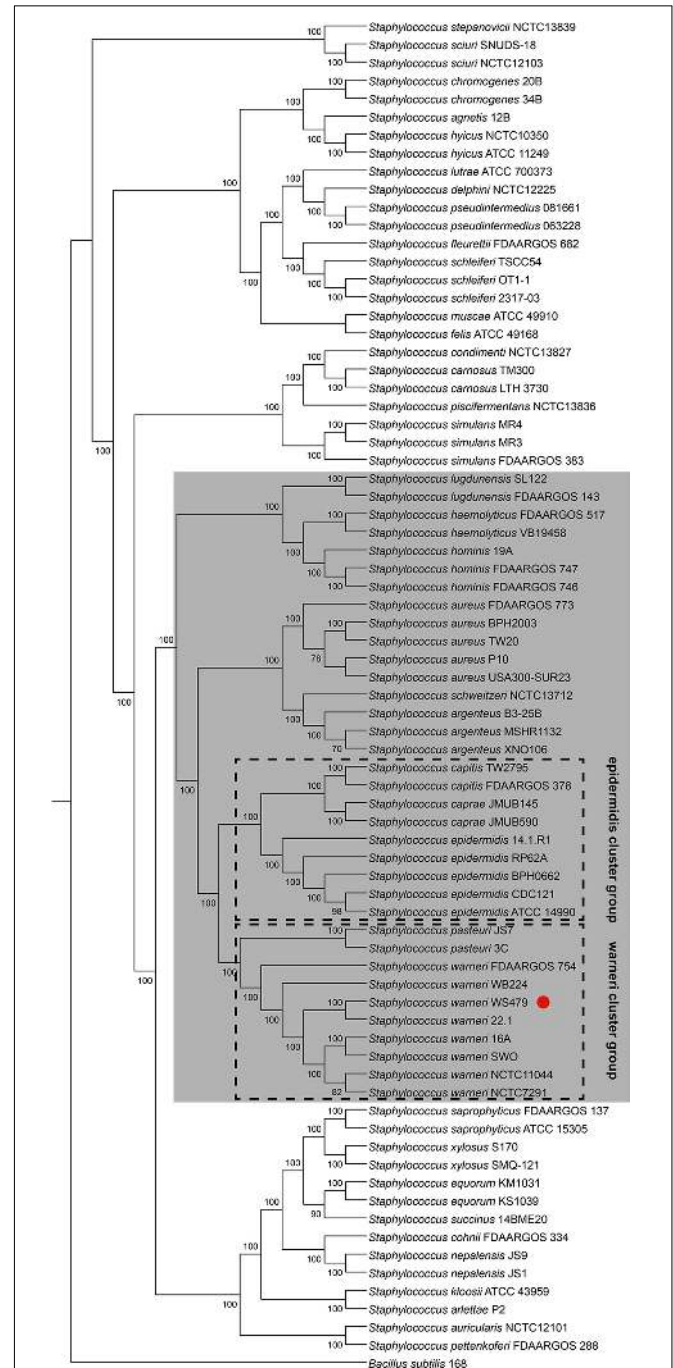 Staphylococcus stepanovicii NCTC13839
Staphylococcus sciuri SNUDS-18
Staphylococcus sciuri NCTC12103
Staphylococcus chromogenes 20B
Staphylococcus chromogenes 34B
Staphylococcus agnetis 12B
Staphylococcus hyicus NCTC10350
Staphylococcus hyicus ATCC 11249
Staphylococcus lutrae ATCC 700373
Staphylococcus delphini NCTC12225
Staphylococcus pseudintermedius 081661
Staphylococcus pseudintermedius 063228
Staphylococcus fleurettii FDAARGOS 682
Staphylococcus schleiferi TSCC54
Staphylococcus schleiferi OT1-1
Staphylococcus schleiferi 2317-03
Staphylococcus muscae ATCC 49910
Staphylococcus felis ATCC 49168
Staphylococcus condimenti NCTC13827
Staphylococcus carnosus TM300
Staphylococcus carnosus LTH 3730
Staphylococcus piscifermentans NCTC13836
Staphylococcus simulans MR4
Staphylococcus simulans MR3
Staphylococcus simulans FDAARGOS 383
Staphylococcus lugdunensis SL122
Staphylococcus lugdunensis FDAARGOS 143
Staphylococcus haemolyticus FDAARGOS 517
Staphylococcus haemolyticus VB19458
Staphylococcus hominis 19A
Staphylococcus hominis FDAARGOS 747
Staphylococcus hominis FDAARGOS 746
Staphylococcus aureus FDAARGOS 773
Staphylococcus aureus BPH2003
Staphylococcus aureus TW20
Staphylococcus aureus P10
Staphylococcus aureus USA300-SUR23
Staphylococcus schweitzeri NCTC13712
Staphylococcus argenteus B3-25B
Staphylococcus argenteus MSHR1132
Staphylococcus argenteus XNO106
Staphylococcus capitis TW2795
Staphylococcus capitis FDAARGOS 378
Staphylococcus caprae JMUB145
Staphylococcus caprae JMUB590
Staphylococcus epidermidis 14.1.R1
Staphylococcus epidermidis RP62A
Staphylococcus epidermidis BPH0662
Staphylococcus epidermidis CDC121
Staphylococcus epidermidis ATCC 14990
epidermidis cluster group
Staphylococcus pasteuri JS7
Staphylococcus pasteuri 3C
Staphylococcus warneri FDAARGOS 754
Staphylococcus warneri WB224
Staphylococcus warneri WS479
Staphylococcus warneri 22.1
Staphylococcus warneri 16A
Staphylococcus warneri SWO
Staphylococcus warneri NCTC11044
Staphylococcus warneri NCTC7291
warneri cluster group
Staphylococcus saprophyticus FDAARGOS 137
Staphylococcus saprophyticus ATCC 15305
Staphylococcus xylosus S170
Staphylococcus xylosus SMQ-121
Staphylococcus equorum KM1031
Staphylococcus equorum KS1039
Staphylococcus succinus 14BME20
Staphylococcus cohnii FDAARGOS 334
Staphylococcus nepalensis JS9
Staphylococcus nepalensis JS1
Staphylococcus kloosii ATCC 43959
Staphylococcus arlettae P2
Staphylococcus auricularis NCTC12101
Staphylococcus pettenkoferi FDAARGOS 288
Bacillus subtilis 168
100
78
70
98
82
90